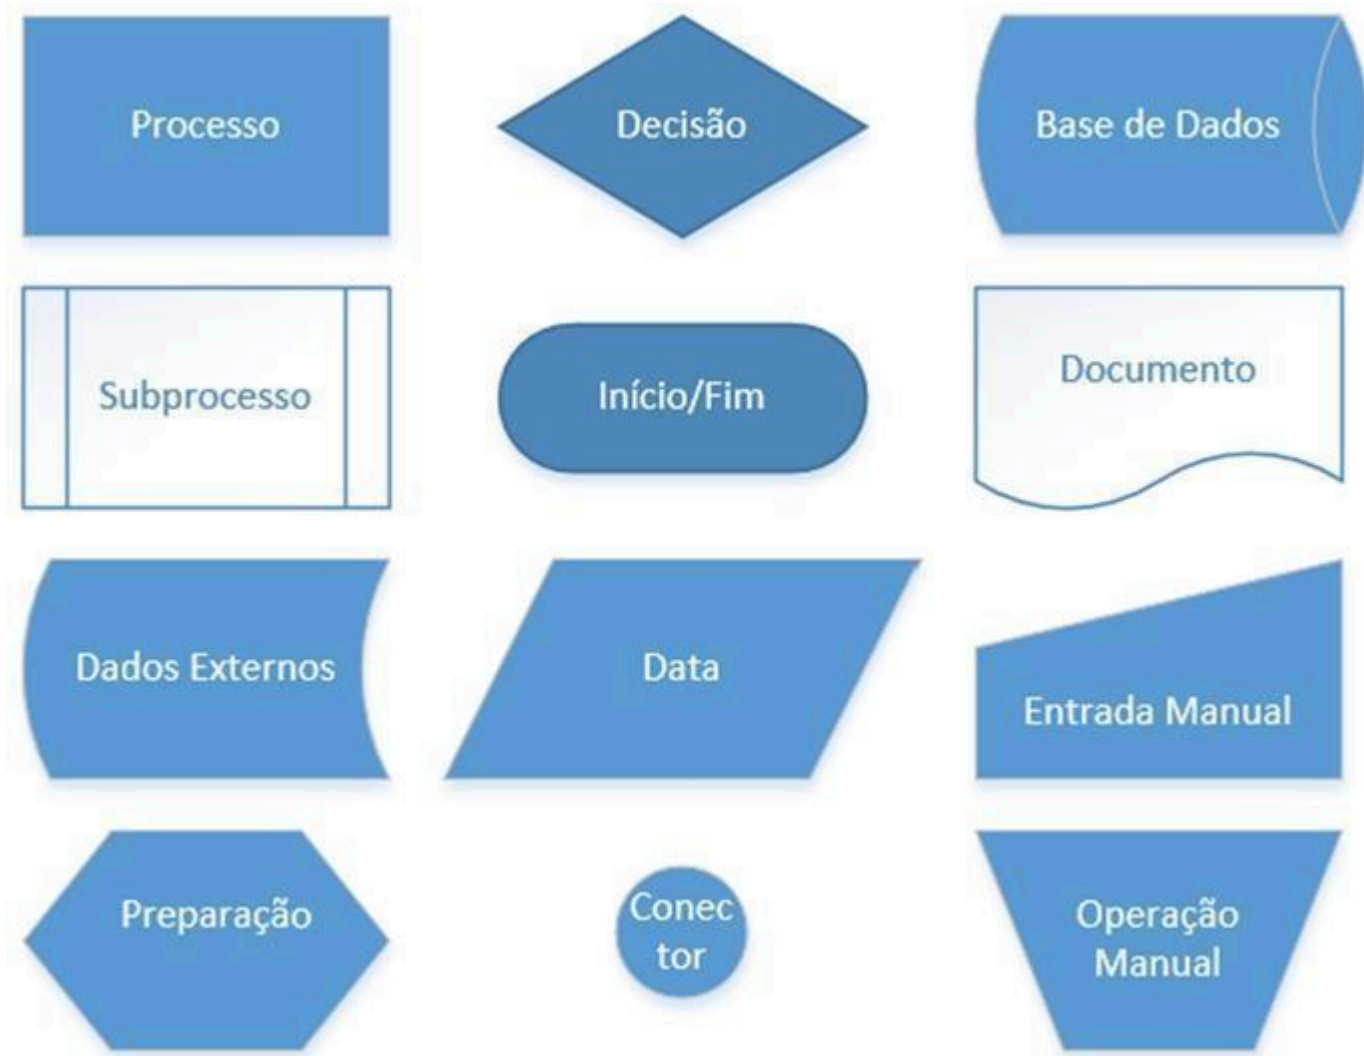 Processo
Decisão
Base de Dados
Subprocesso
Início/Fim
Documento
Dados Externos
Data
Entrada Manual
Preparação
Conec
tor
Operação
Manual